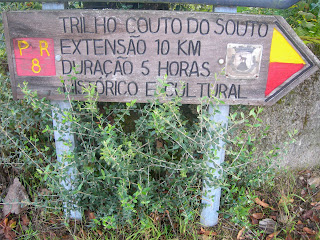 TRILHO COUTO DO SOUTO
PR
8
EXTENSÃO 10 KM
DURAÇÃO 5 HORAS
HISTÓRICO E CULTURAL